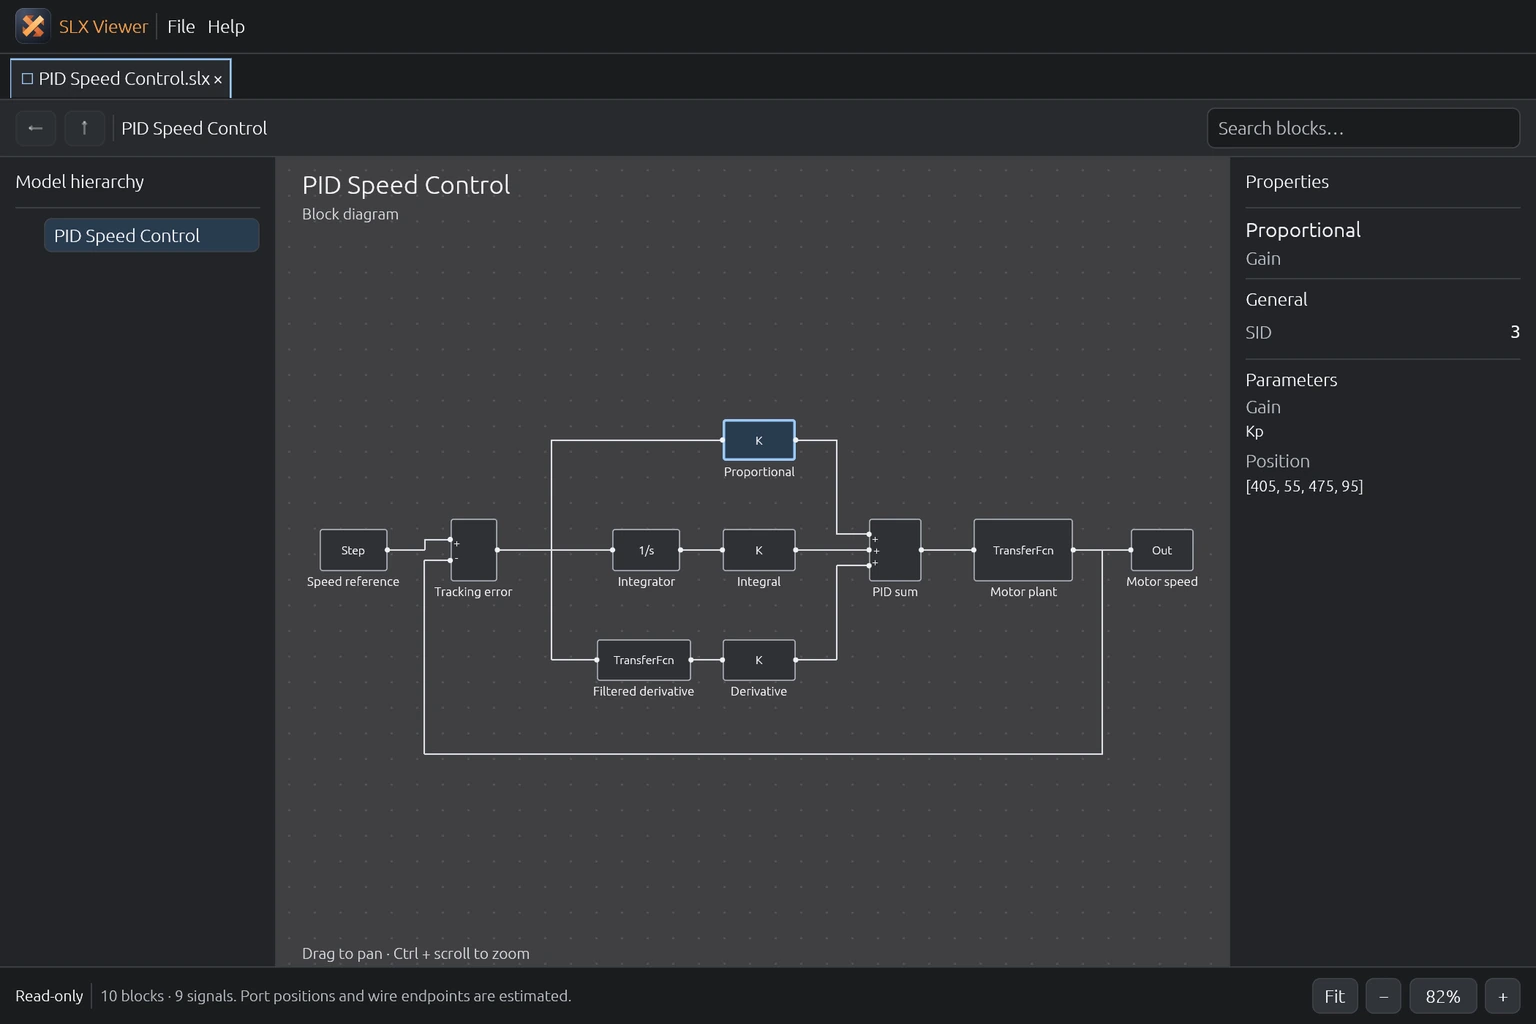 SLX Viewer File Help
PID Speed Control.slx ×
← ↑ PID Speed Control
Search blocks...
Model hierarchy
PID Speed Control
PID Speed Control
Block diagram
K
Proportional
Step
Speed reference
+
-
Tracking error
1/s
Integrator
K
Integral
+
+
+
PID sum
TransferFcn
Motor plant
Out
Motor speed
TransferFcn
Filtered derivative
K
Derivative
Drag to pan · Ctrl + scroll to zoom
Properties
Proportional
Gain
General
SID 3
Parameters
Gain
Kp
Position
[405, 55, 475, 95]
Read-only 10 blocks · 9 signals. Port positions and wire endpoints are estimated.
Fit − 82% +